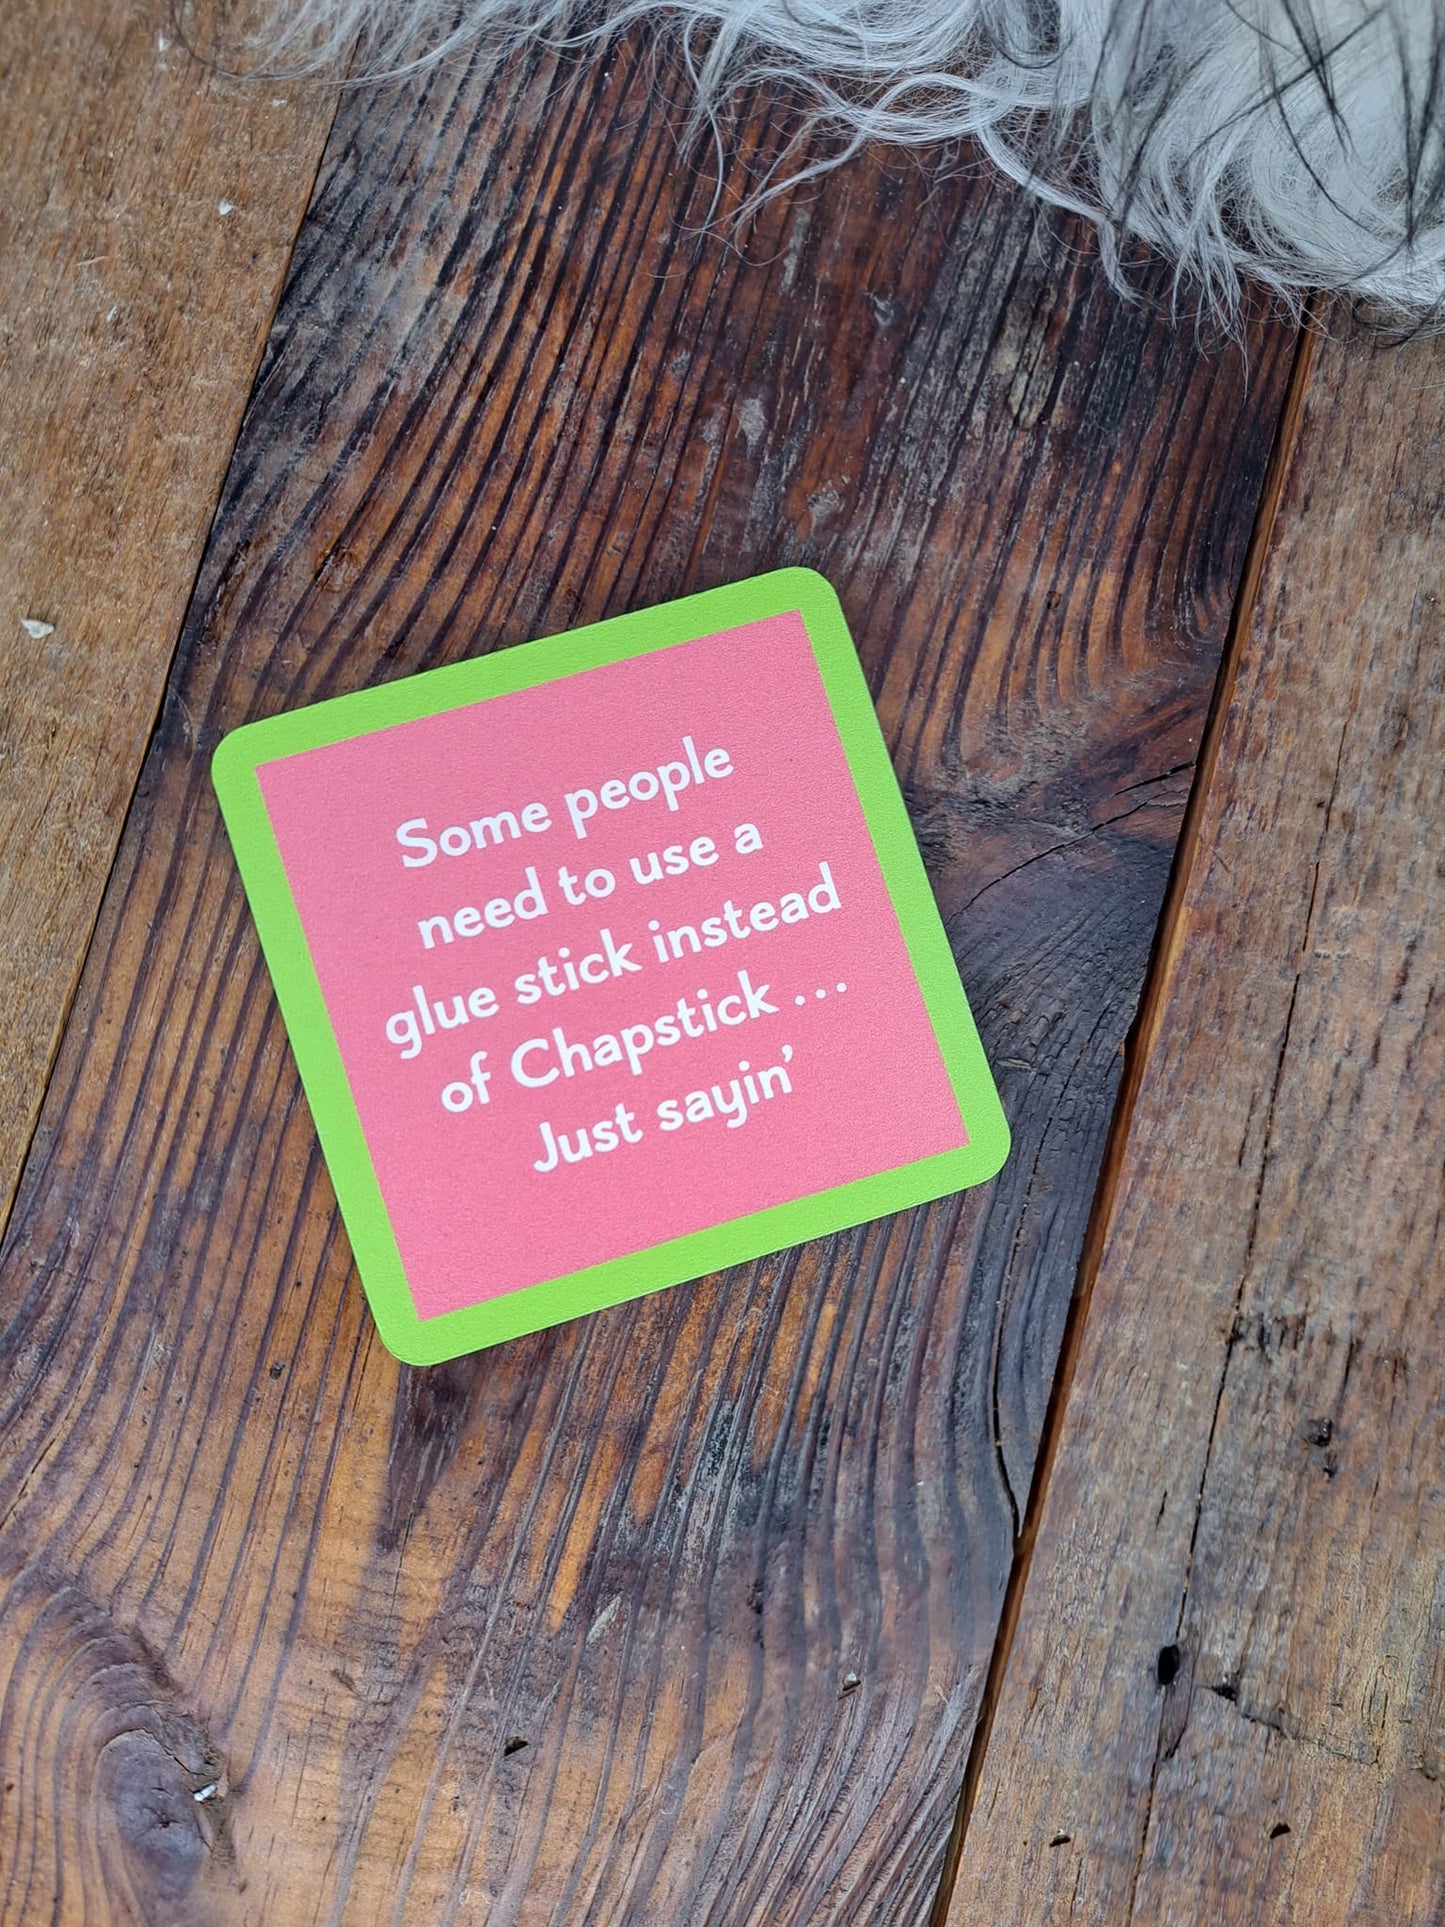 Some people
need to use a
glue stick instead
of Chapstick ...
Just sayin’